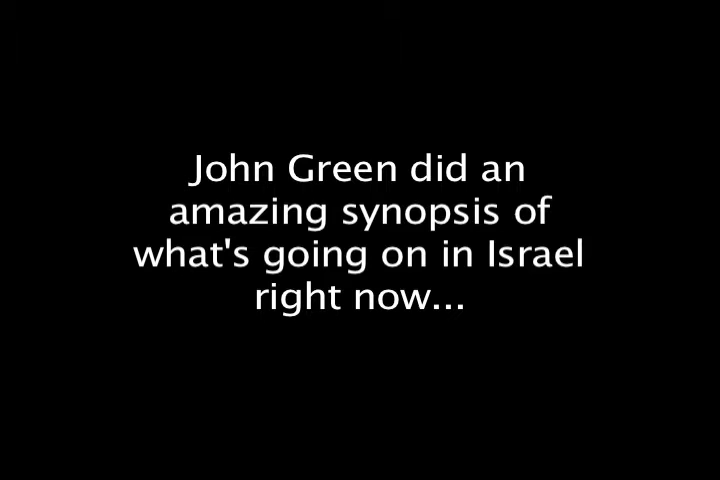 John Green did an
amazing synopsis of
what's going on in Israel
right now...